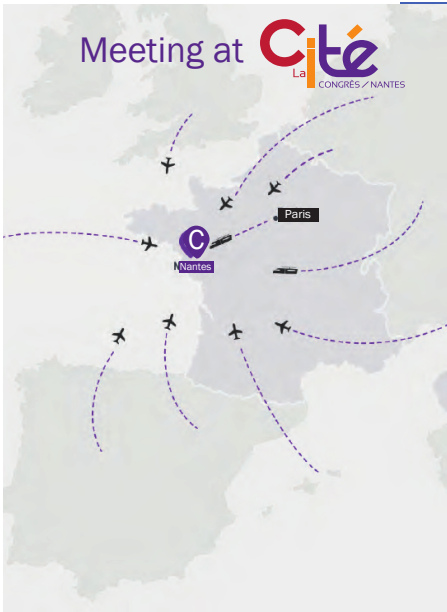 Meeting at Cité
La
CONGRÈS / NANTES
Paris
C
Nantes